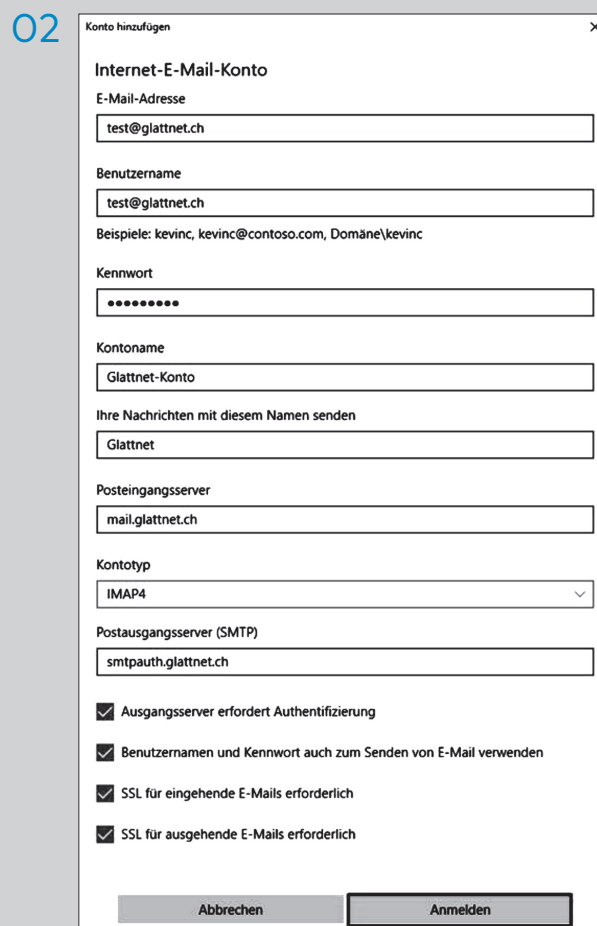 02
Konto hinzufügen
Internet-E-Mail-Konto
E-Mail-Adresse
test@glattnet.ch
Benutzername
test@glattnet.ch
Beispiele: kevinc, kevinc@contoso.com, Domäne\kevinc
Kennwort
•••••••••
Kontoname
Glattnet-Konto
Ihre Nachrichten mit diesem Namen senden
Glattnet
Posteingangsserver
mail.glattnet.ch
Kontotyp
IMAP4
Postausgangsserver (SMTP)
smtpauth.glattnet.ch
Ausgangsserver erfordert Authentifizierung
Benutzernamen und Kennwort auch zum Senden von E-Mail verwenden
SSL für eingehende E-Mails erforderlich
SSL für ausgehende E-Mails erforderlich
Abbrechen Anmelden